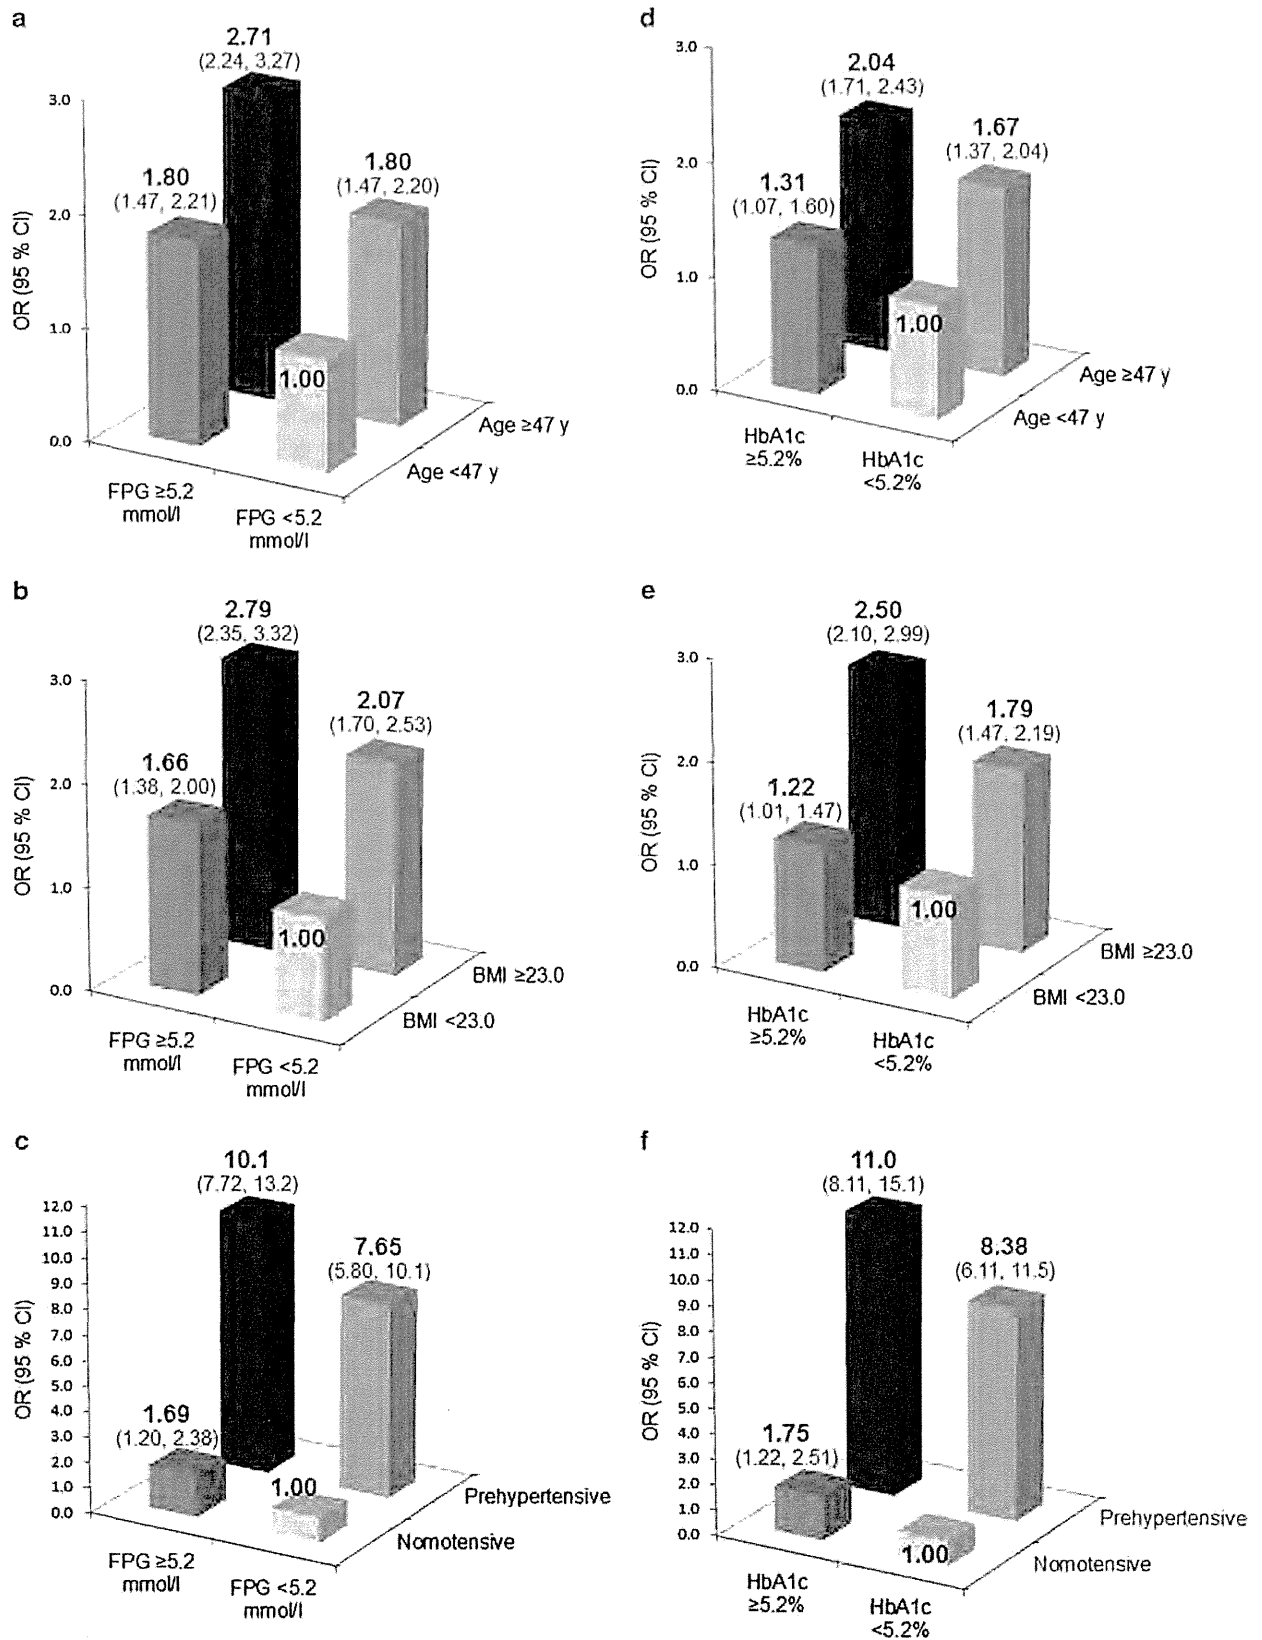 a
2.71
(2.24, 3.27)
3.0
1.80
(1.47, 2.21)
1.80
(1.47, 2.20)
2.0
OR (95 % CI)
1.0
1.00
0.0
Age ≥47 y
Age <47 y
FPG ≥5.2
mmol/l
FPG <5.2
mmol/l
d
3.0
2.04
(1.71, 2.43)
1.67
(1.37, 2.04)
2.0
1.31
(1.07, 1.60)
OR (95 % CI)
1.0
1.00
0.0
Age ≥47 y
Age <47 y
HbA1c
≥5.2%
HbA1c
<5.2%
b
2.79
(2.35, 3.32)
3.0
2.07
(1.70, 2.53)
1.66
(1.38, 2.00)
2.0
OR (95 % CI)
1.0
1.00
0.0
BMI ≥23.0
BMI <23.0
FPG ≥5.2
mmol/l
FPG <5.2
mmol/l
e
2.50
(2.10, 2.99)
3.0
1.79
(1.47, 2.19)
2.0
1.22
(1.01, 1.47)
OR (95 % CI)
1.0
1.00
0.0
BMI ≥23.0
BMI <23.0
HbA1c
≥5.2%
HbA1c
<5.2%
c
10.1
(7.72, 13.2)
12.0
11.0
10.0
9.0
8.0
7.0
6.0
5.0
4.0
3.0
2.0
1.0
0.0
OR (95 % CI)
7.65
(5.80, 10.1)
1.69
(1.20, 2.38)
1.00
Prehypertensive
Nomotensive
FPG ≥5.2
mmol/l
FPG <5.2
mmol/l
f
11.0
(8.11, 15.1)
12.0
11.0
10.0
9.0
8.0
7.0
6.0
5.0
4.0
3.0
2.0
1.0
0.0
OR (95 % CI)
8.38
(6.11, 11.5)
1.75
(1.22, 2.51)
1.00
Prehypertensive
Nomotensive
HbA1c
≥5.2%
HbA1c
<5.2%